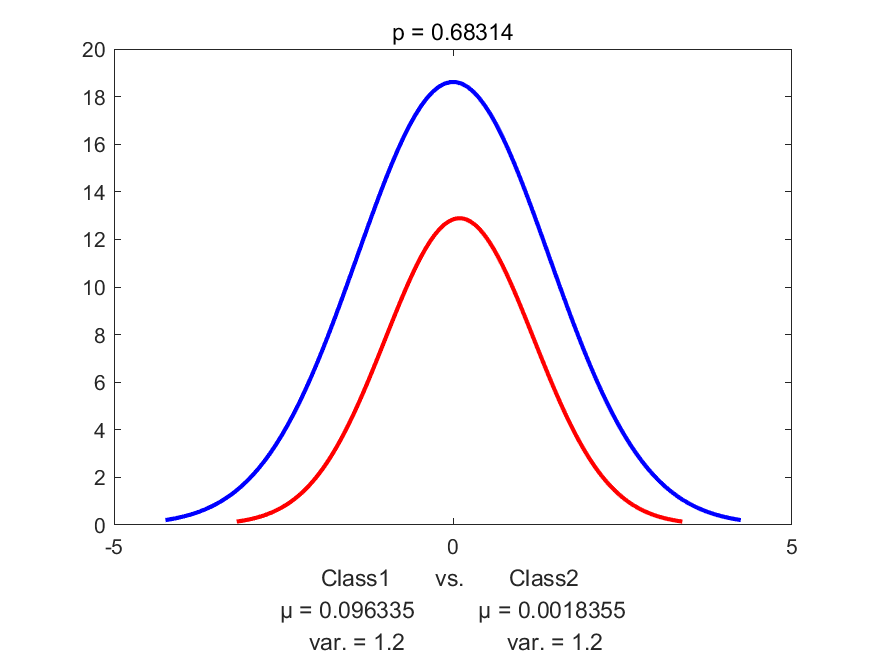 p = 0.68314
20
18
16
14
12
10
8
6
4
2
0
-5 0 5
Class1 vs. Class2
μ = 0.096335 μ = 0.0018355
var. = 1.2 var. = 1.2